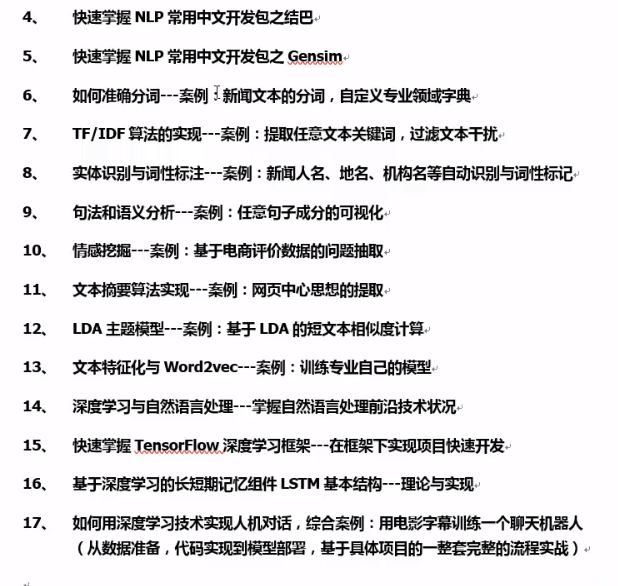 4、 快速掌握 NLP 常用中文开发包之结巴
5、 快速掌握 NLP 常用中文开发包之 Gensim
6、 如何准确分词---案例：新闻文本的分词，自定义专业领域字典
7、 TF/IDF 算法的实现---案例：提取任意文本关键词，过滤文本干扰
8、 实体识别与词性标注---案例：新闻人名、地名、机构名等自动识别与词性标记
9、 句法和语义分析---案例：任意句子成分的可视化
10、 情感挖掘---案例：基于电商评价数据的问题抽取
11、 文本摘要算法实现---案例：网页中心思想的提取
12、 LDA 主题模型---案例：基于 LDA 的短文本相似度计算
13、 文本特征化与 Word2vec---案例：训练专业自己的模型
14、 深度学习与自然语言处理---掌握自然语言处理前沿技术状况
15、 快速掌握 TensorFlow 深度学习框架---在框架下实现项目快速开发
16、 基于深度学习的长短期记忆组件 LSTM 基本结构---理论与实现
17、 如何用深度学习技术实现人机对话，综合案例：用电影字幕训练一个聊天机器人
（从数据准备，代码实现到模型部署，基于具体项目的一整套完整的流程实战）